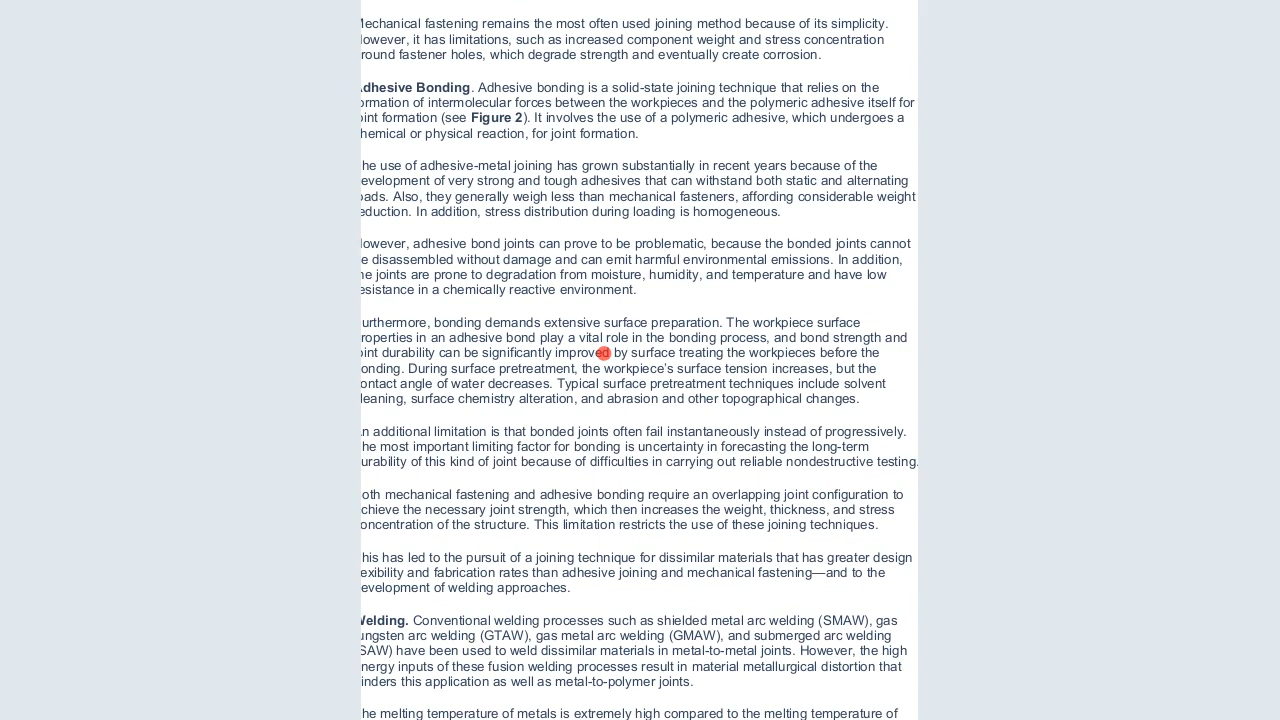 Mechanical fastening remains the most often used joining method because of its simplicity.
However, it has limitations, such as increased component weight and stress concentration
around fastener holes, which degrade strength and eventually create corrosion.
Adhesive Bonding. Adhesive bonding is a solid-state joining technique that relies on the
ormation of intermolecular forces between the workpieces and the polymeric adhesive itself for
oint formation (see Figure 2). It involves the use of a polymeric adhesive, which undergoes a
hemical or physical reaction, for joint formation.
he use of adhesive-metal joining has grown substantially in recent years because of the
evelopment of very strong and tough adhesives that can withstand both static and alternating
oads. Also, they generally weigh less than mechanical fasteners, affording considerable weight
eduction. In addition, stress distribution during loading is homogeneous.
owever, adhesive bond joints can prove to be problematic, because the bonded joints cannot
e disassembled without damage and can emit harmful environmental emissions. In addition,
he joints are prone to degradation from moisture, humidity, and temperature and have low
esistance in a chemically reactive environment.
urthermore, bonding demands extensive surface preparation. The workpiece surface
roperties in an adhesive bond play a vital role in the bonding process, and bond strength and
oint durability can be significantly improved by surface treating the workpieces before the
onding. During surface pretreatment, the workpiece's surface tension increases, but the
ontact angle of water decreases. Typical surface pretreatment techniques include solvent
leaning, surface chemistry alteration, and abrasion and other topographical changes.
n additional limitation is that bonded joints often fail instantaneously instead of progressively.
he most important limiting factor for bonding is uncertainty in forecasting the long-term
urability of this kind of joint because of difficulties in carrying out reliable nondestructive testing.
oth mechanical fastening and adhesive bonding require an overlapping joint configuration to
chieve the necessary joint strength, which then increases the weight, thickness, and stress
oncentration of the structure. This limitation restricts the use of these joining techniques.
his has led to the pursuit of a joining technique for dissimilar materials that has greater design
exibility and fabrication rates than adhesive joining and mechanical fastening—and to the
evelopment of welding approaches.
Welding. Conventional welding processes such as shielded metal arc welding (SMAW), gas
ungsten arc welding (GTAW), gas metal arc welding (GMAW), and submerged arc welding
SAW) have been used to weld dissimilar materials in metal-to-metal joints. However, the high
nergy inputs of these fusion welding processes result in material metallurgical distortion that
inders this application as well as metal-to-polymer joints.
he melting temperature of metals is extremely high compared to the melting temperature of